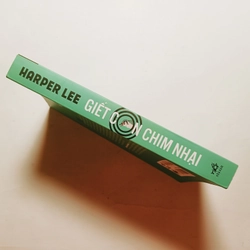 HARPER LEE
GIẾT CON CHIM NHẠI